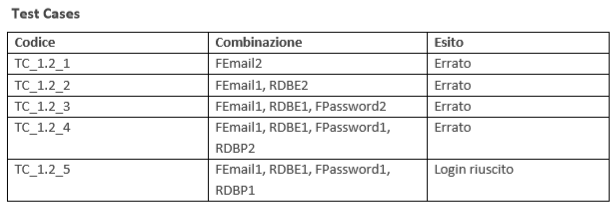 Test Cases
Codice Combinazione Esito
TC_1.2_1 FEmail2 Errato
TC_1.2_2 FEmail1, RDBE2 Errato
TC_1.2_3 FEmail1, RDBE1, FPassword2 Errato
TC_1.2_4 FEmail1, RDBE1, FPassword1, Errato
RDBP2
TC_1.2_5 FEmail1, RDBE1, FPassword1, Login riuscito
RDBP1